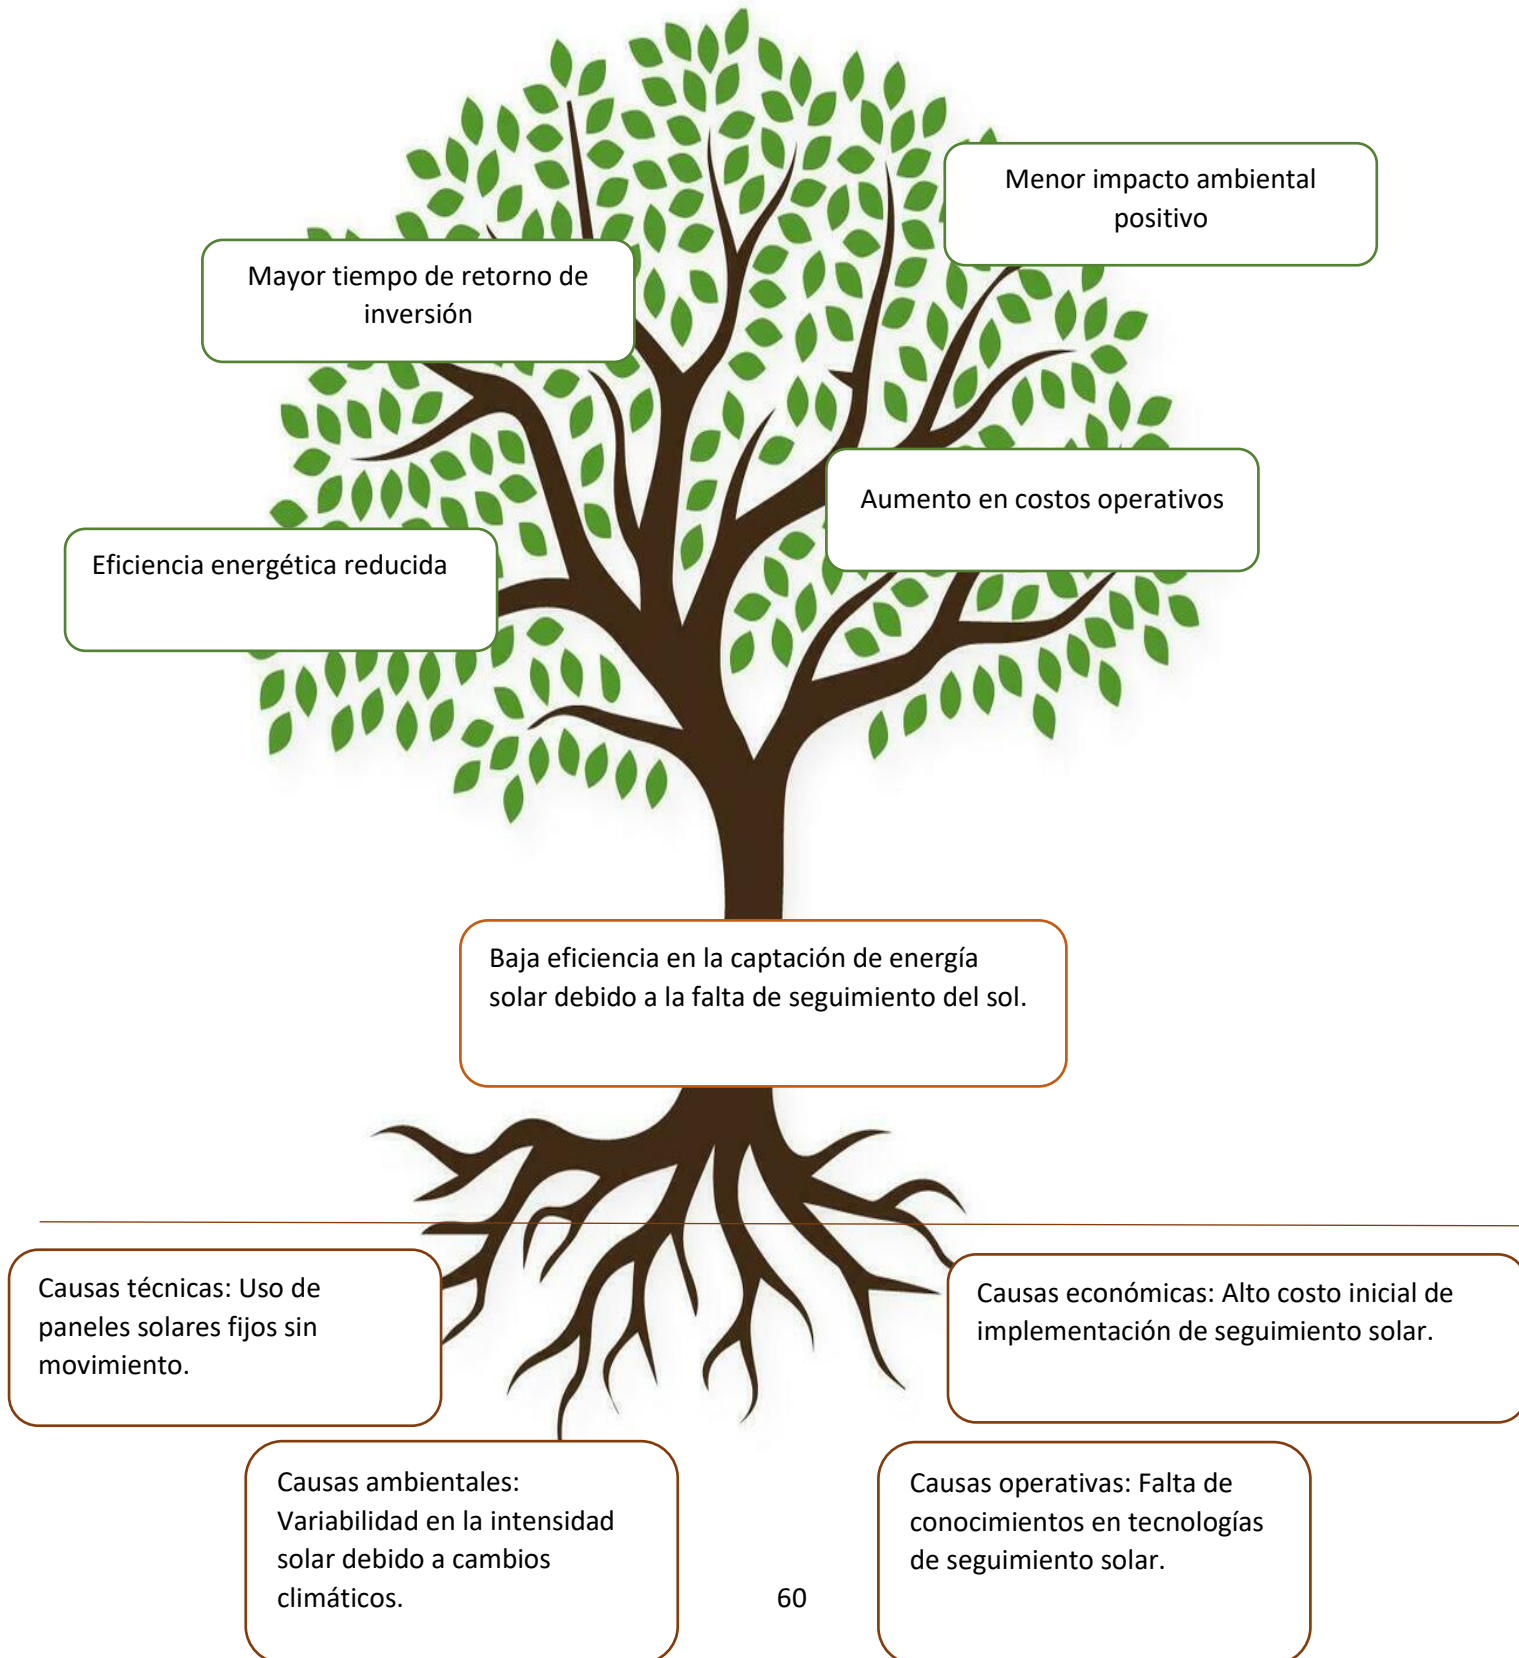 Menor impacto ambiental
positivo
Mayor tiempo de retorno de
inversión
Aumento en costos operativos
Eficiencia energética reducida
Baja eficiencia en la captación de energía
solar debido a la falta de seguimiento del sol.
Causas técnicas: Uso de
paneles solares fijos sin
movimiento.
Causas económicas: Alto costo inicial de
implementación de seguimiento solar.
Causas ambientales:
Variabilidad en la intensidad
solar debido a cambios
climáticos.
Causas operativas: Falta de
conocimientos en tecnologías
de seguimiento solar.
60